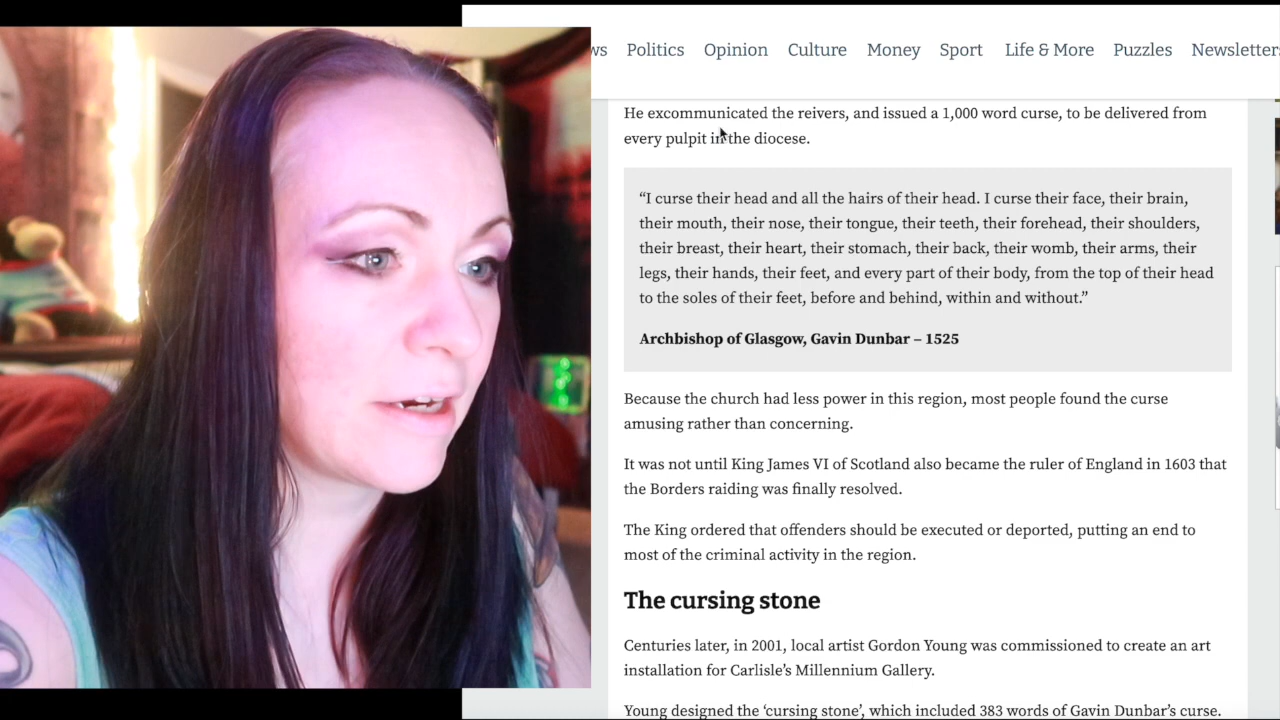 ws Politics Opinion Culture Money Sport Life & More Puzzles Newsletters
He excommunicated the reivers, and issued a 1,000 word curse, to be delivered from
every pulpit in the diocese.
“I curse their head and all the hairs of their head. I curse their face, their brain,
their mouth, their nose, their tongue, their teeth, their forehead, their shoulders,
their breast, their heart, their stomach, their back, their womb, their arms, their
legs, their hands, their feet, and every part of their body, from the top of their head
to the soles of their feet, before and behind, within and without.”
Archbishop of Glasgow, Gavin Dunbar – 1525
Because the church had less power in this region, most people found the curse
amusing rather than concerning.
It was not until King James VI of Scotland also became the ruler of England in 1603 that
the Borders raiding was finally resolved.
The King ordered that offenders should be executed or deported, putting an end to
most of the criminal activity in the region.
The cursing stone
Centuries later, in 2001, local artist Gordon Young was commissioned to create an art
installation for Carlisle’s Millennium Gallery.
Young designed the ‘cursing stone’, which included 383 words of Gavin Dunbar’s curse.